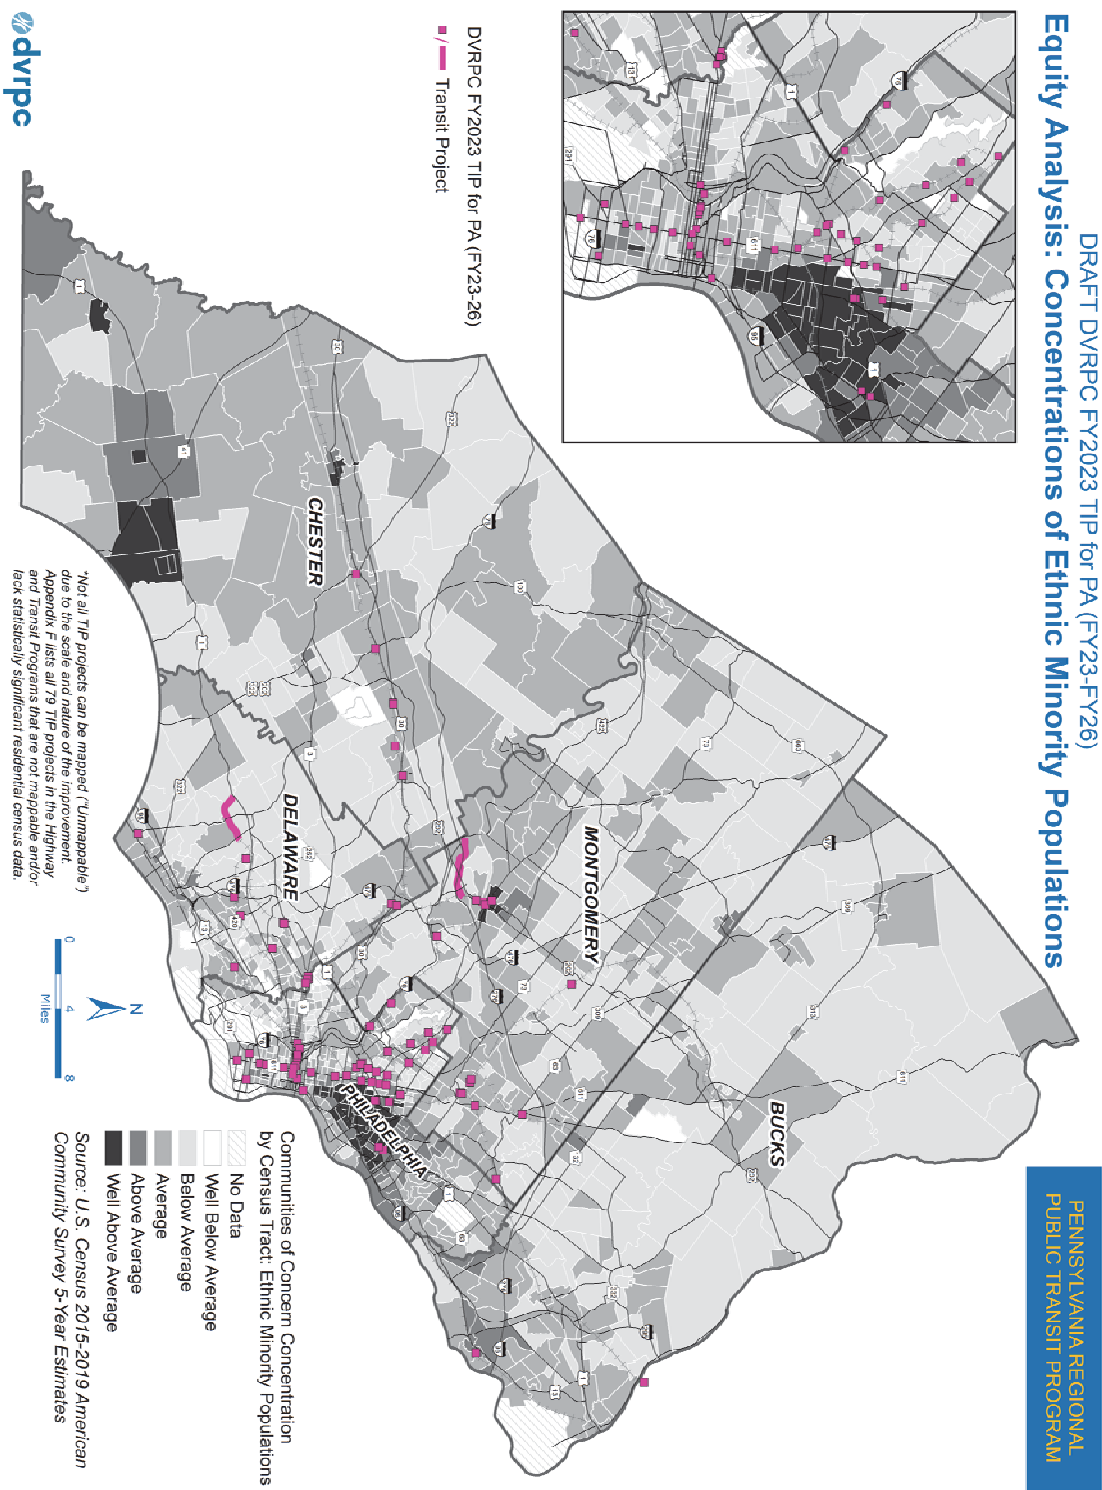 DRAFT DVRPC FY2023 TIP for PA (FY23-FY26)
Equity Analysis: Concentrations of Ethnic Minority Populations
PENNSYLVANIA REGIONAL
PUBLIC TRANSIT PROGRAM
DVRPC FY2023 TIP for PA (FY23-26)
Transit Project
CHESTER
DELAWARE
MONTGOMERY
BUCKS
PHILADELPHIA
*Not all TIP projects can be mapped ("Unmappable")
due to the scale and nature of the improvement.
Appendix F lists all 79 TIP projects in the Highway
and Transit Programs that are not mappable and/or
lack statistically significant residential census data.
N
0 4 8
Miles
Communities of Concern Concentration
by Census Tract: Ethnic Minority Populations
No Data
Well Below Average
Below Average
Average
Above Average
Well Above Average
Source: U.S. Census 2015-2019 American
Community Survey 5-Year Estimates
dvrpc